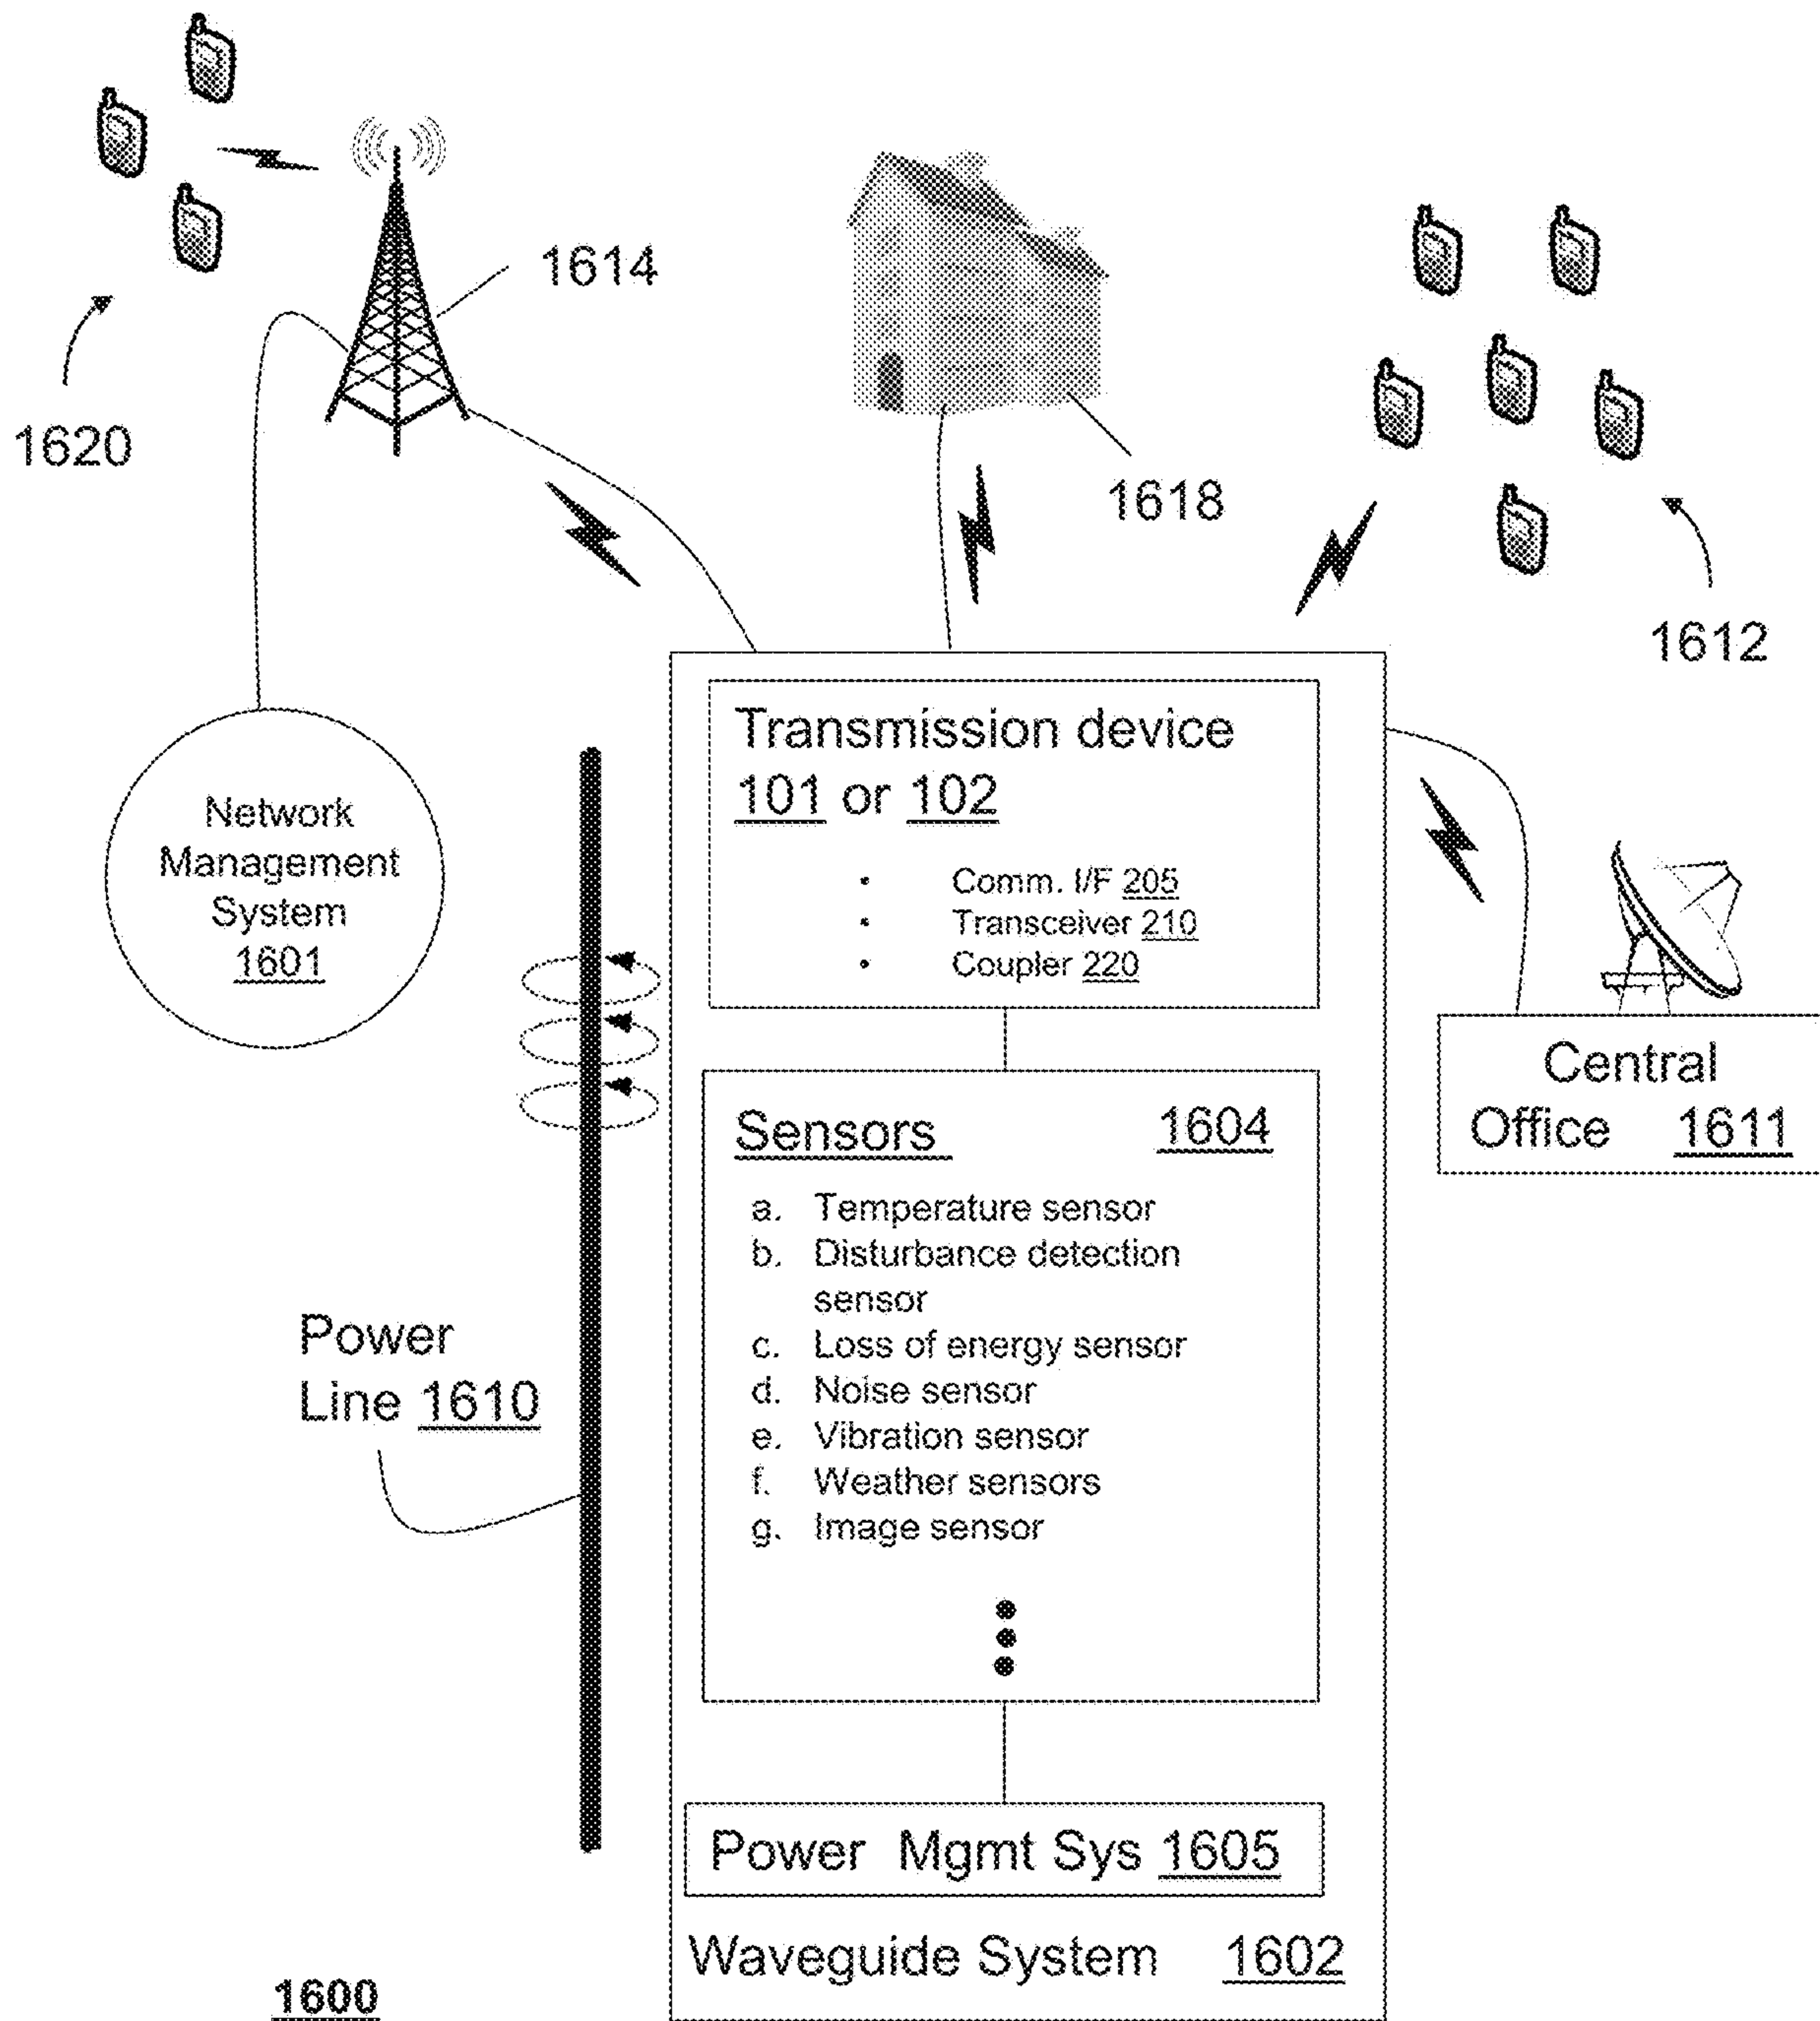 1614
1620
1618
1612
Network
Management
System
1601
Transmission device
101 or 102
• Comm. I/F 205
• Transceiver 210
• Coupler 220
Central
Office 1611
Sensors 1604
a. Temperature sensor
b. Disturbance detection
sensor
c. Loss of energy sensor
d. Noise sensor
e. Vibration sensor
f. Weather sensors
g. Image sensor
Power
Line 1610
Power Mgmt Sys 1605
Waveguide System 1602
1600